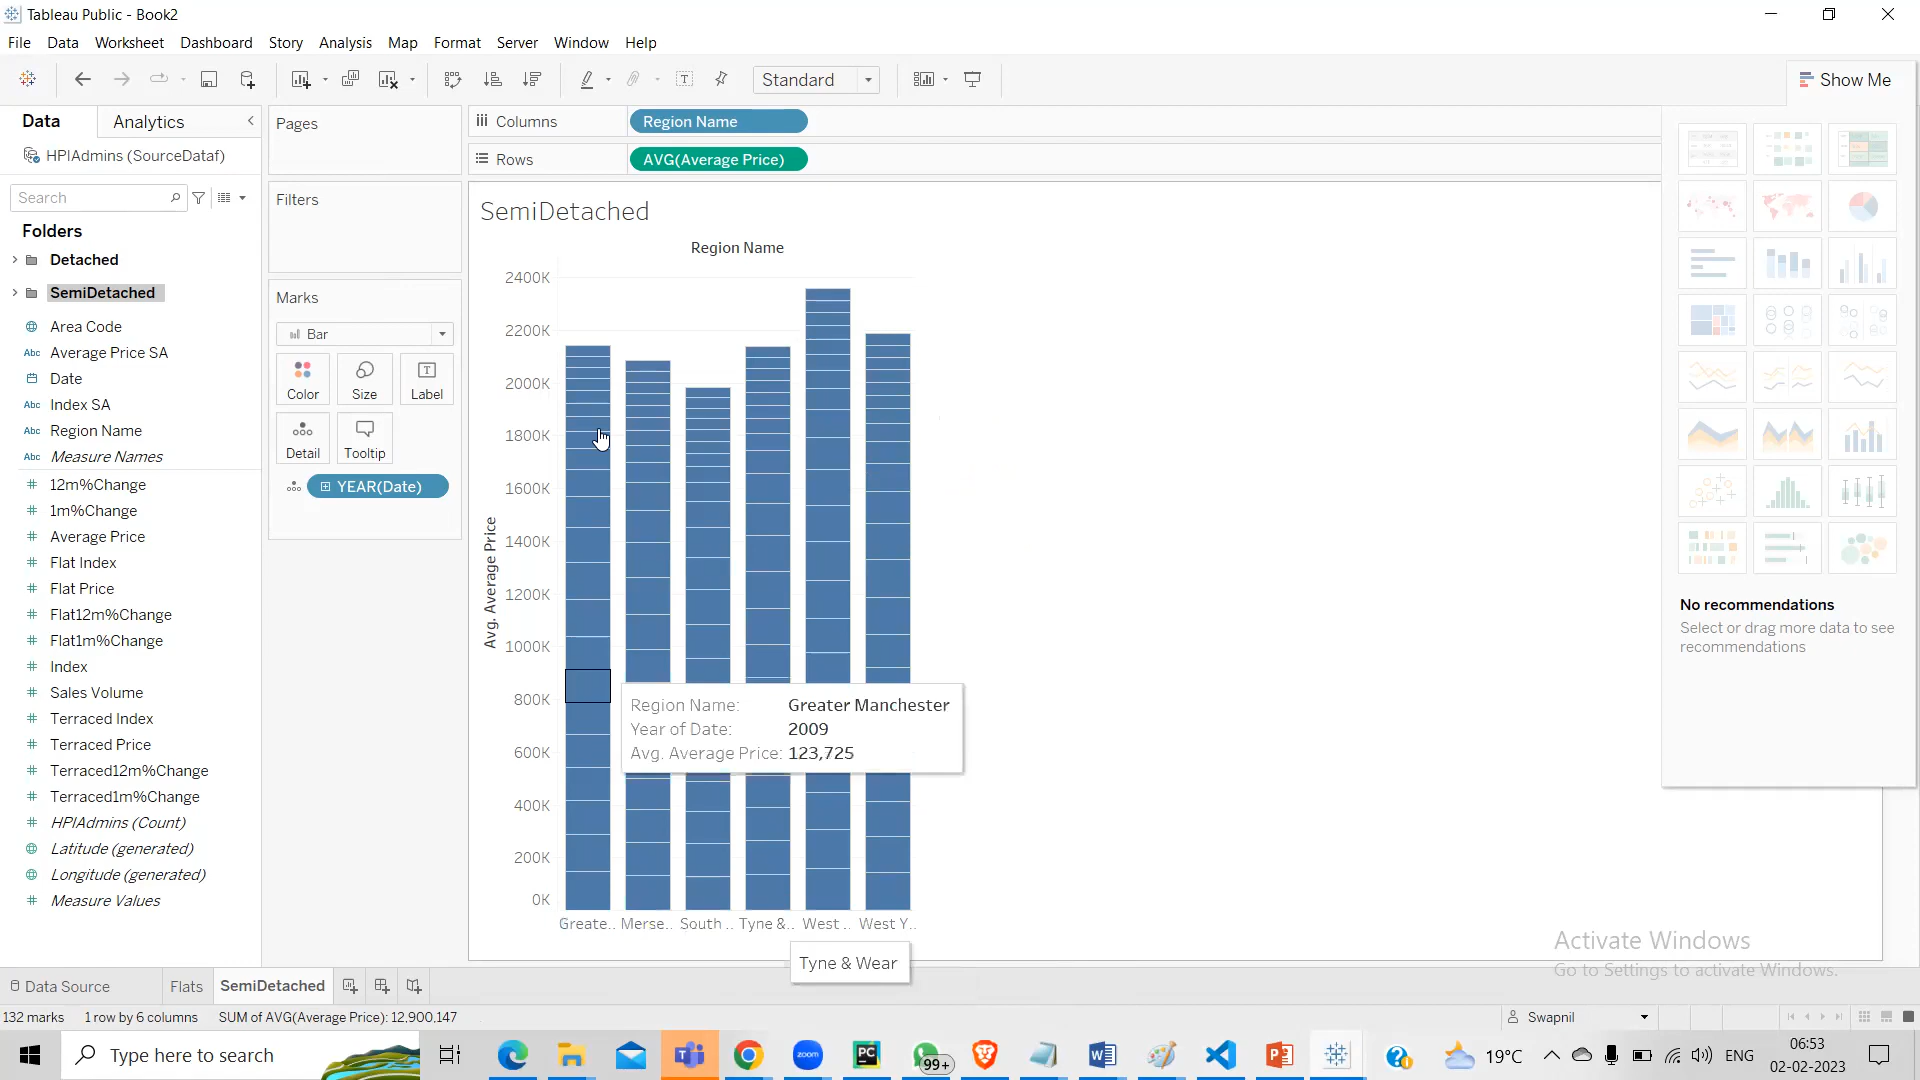 Tableau Public - Book2
File Data Worksheet Dashboard Story Analysis Map Format Server Window Help
Standard
Show Me
Data Analytics
HPIAdmins (SourceDataf)
Search
Folders
Detached
SemiDetached
Area Code
Abc Average Price SA
Date
Abc Index SA
Abc Region Name
Abc Measure Names
12m%Change
1m%Change
Average Price
Flat Index
Flat Price
Flat12m%Change
Flat1m%Change
Index
Sales Volume
Terraced Index
Terraced Price
Terraced12m%Change
Terraced1m%Change
HPIAdmins (Count)
Latitude (generated)
Longitude (generated)
Measure Values
Pages
Filters
Marks
Bar
Color Size Label
Detail Tooltip
YEAR(Date)
Columns Region Name
Rows AVG(Average Price)
SemiDetached
Region Name
Avg. Average Price
2400K
2200K
2000K
1800K
1600K
1400K
1200K
1000K
800K
600K
400K
200K
0K
Region Name: Greater Manchester
Year of Date: 2009
Avg. Average Price: 123,725
Greate.. Merse.. South .. Tyne &.. West .. West Y..
Tyne & Wear
No recommendations
Select or drag more data to see
recommendations
Activate Windows
Go to Settings to activate Windows.
Data Source Flats SemiDetached
132 marks 1 row by 6 columns SUM of AVG(Average Price): 12,900,147
Swapnil
Type here to search
zoom
PC
99+
19°C
ENG
06:53
02-02-2023